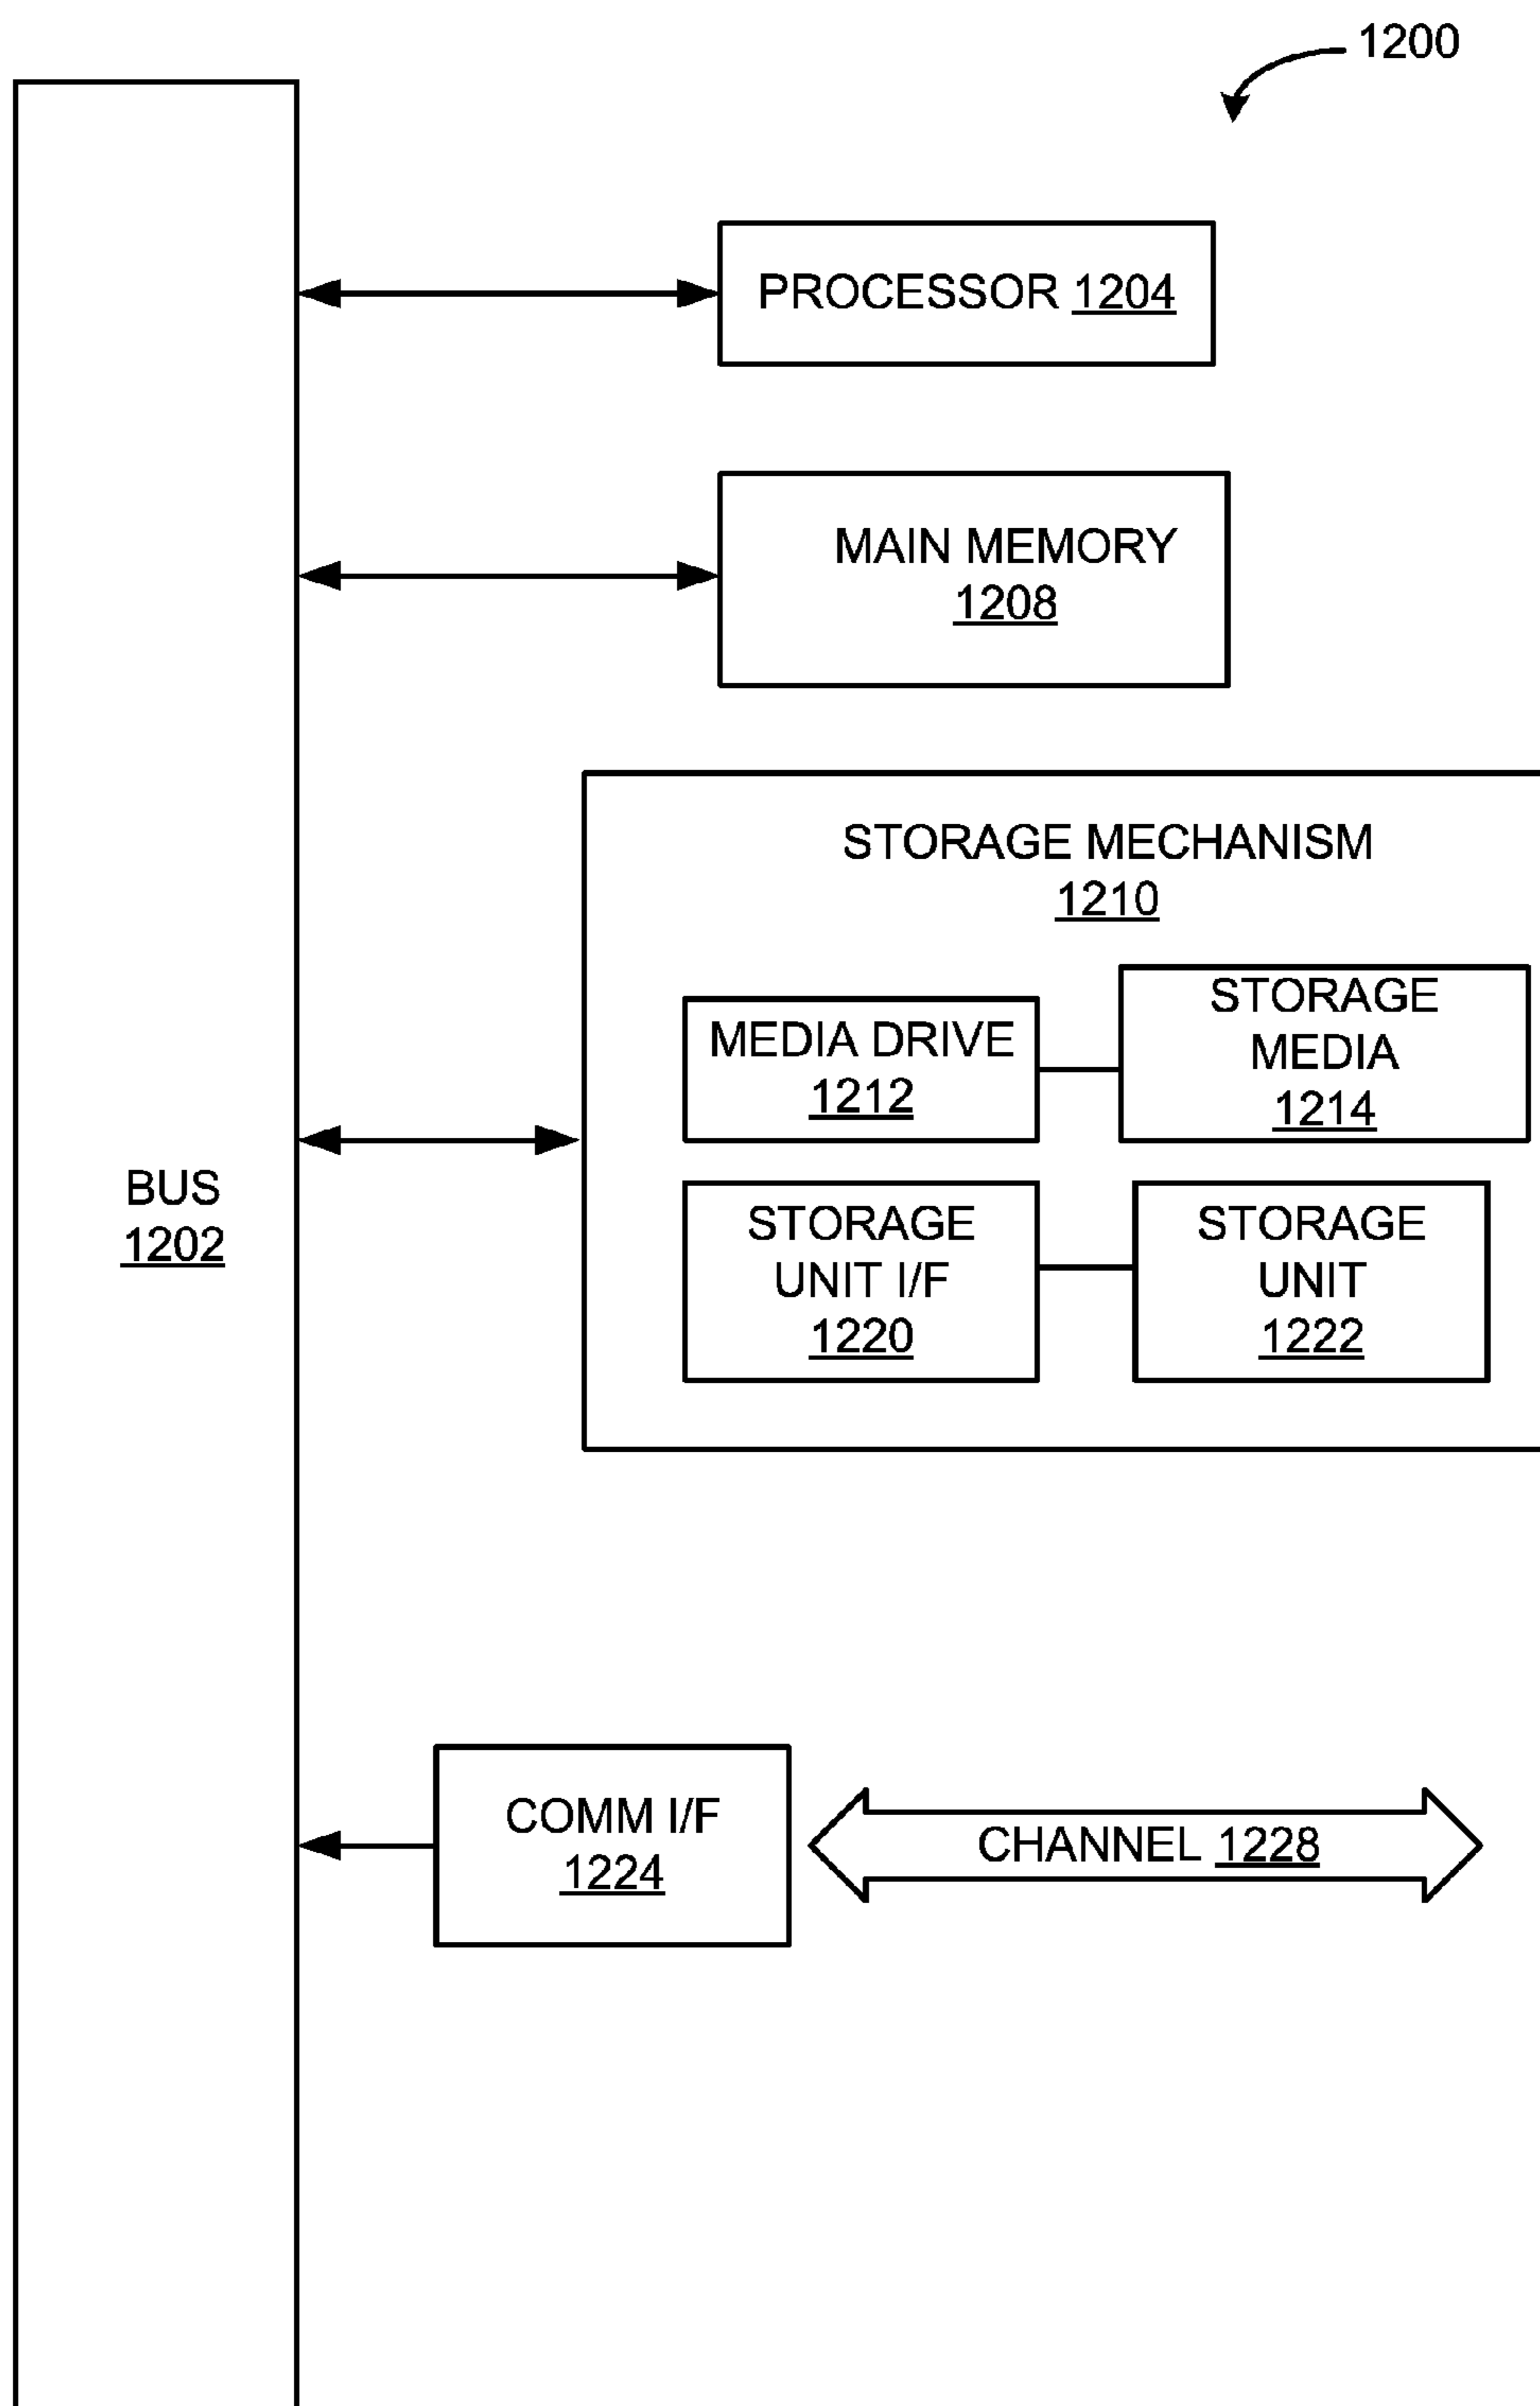 1200
PROCESSOR 1204
MAIN MEMORY
1208
STORAGE MECHANISM
1210
MEDIA DRIVE
1212
STORAGE
MEDIA
1214
BUS
1202
STORAGE
UNIT I/F
1220
STORAGE
UNIT
1222
COMM I/F
1224
CHANNEL 1228